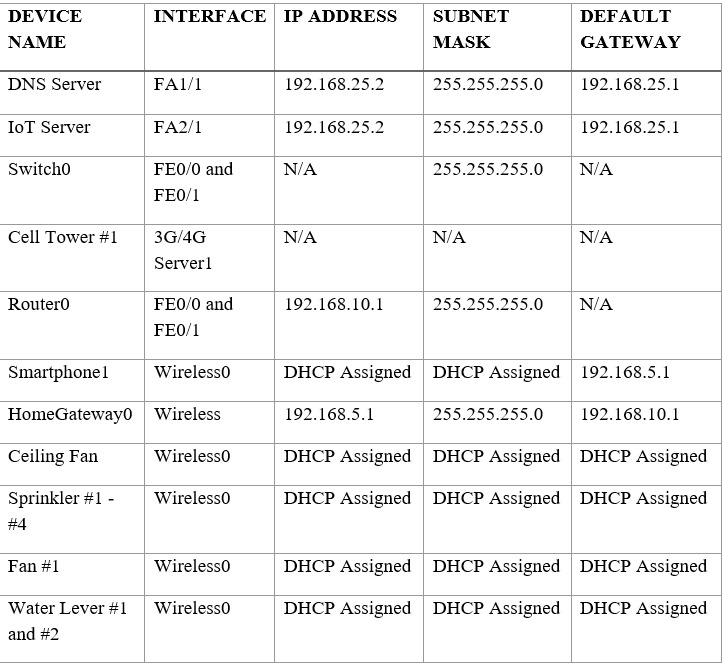 DEVICE NAME INTERFACE IP ADDRESS SUBNET MASK DEFAULT GATEWAY
DNS Server FA1/1 192.168.25.2 255.255.255.0 192.168.25.1
IoT Server FA2/1 192.168.25.2 255.255.255.0 192.168.25.1
Switch0 FE0/0 and FE0/1 N/A 255.255.255.0 N/A
Cell Tower #1 3G/4G Server1 N/A N/A N/A
Router0 FE0/0 and FE0/1 192.168.10.1 255.255.255.0 N/A
Smartphone1 Wireless0 DHCP Assigned DHCP Assigned 192.168.5.1
HomeGateway0 Wireless 192.168.5.1 255.255.255.0 192.168.10.1
Ceiling Fan Wireless0 DHCP Assigned DHCP Assigned DHCP Assigned
Sprinkler #1 - #4 Wireless0 DHCP Assigned DHCP Assigned DHCP Assigned
Fan #1 Wireless0 DHCP Assigned DHCP Assigned DHCP Assigned
Water Lever #1 and #2 Wireless0 DHCP Assigned DHCP Assigned DHCP Assigned